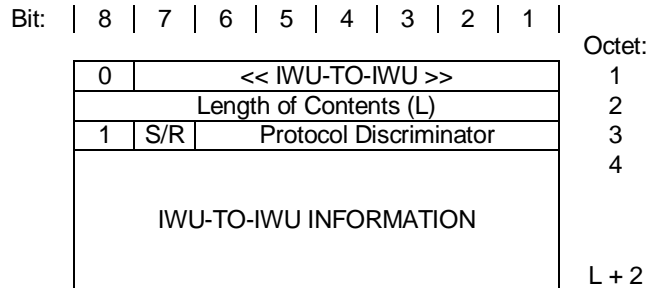 Bit: 8 7 6 5 4 3 2 1
Octet:
0 << IWU-TO-IWU >> 1
Length of Contents (L) 2
1 S/R Protocol Discriminator 3
4
IWU-TO-IWU INFORMATION
L + 2